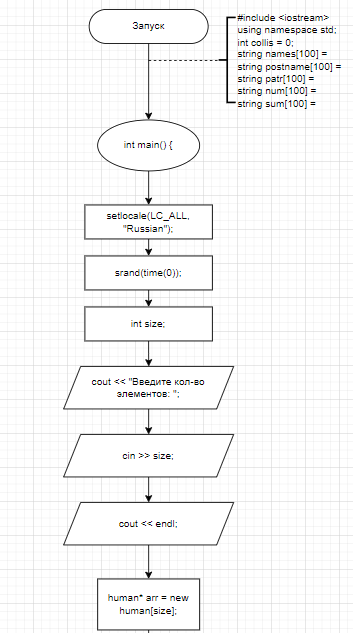 Запуск
#include <iostream>
using namespace std;
int collis = 0;
string names[100] =
string postname[100] =
string patr[100] =
string num[100] =
string sum[100] =
int main() {
setlocale(LC_ALL,
"Russian");
srand(time(0));
int size;
cout << "Введите кол-во
элементов: ";
cin >> size;
cout << endl;
human* arr = new
human[size];